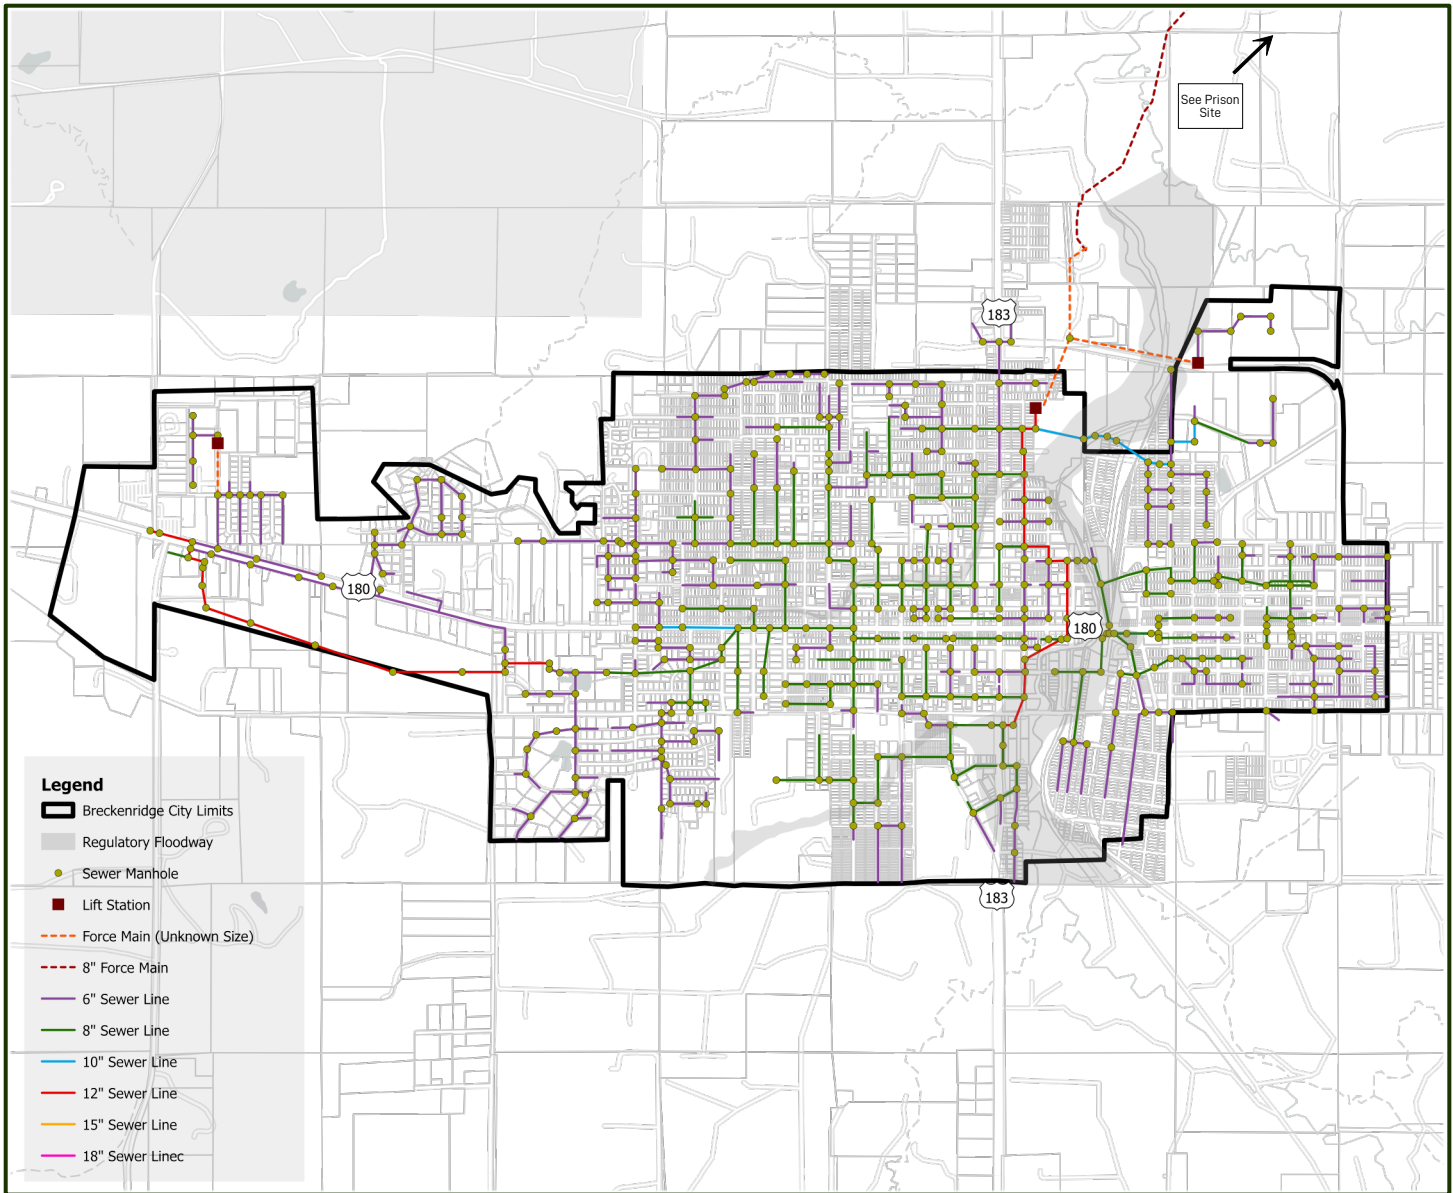 See Prison
Site
183
180
180
183
Legend
Breckenridge City Limits
Regulatory Floodway
Sewer Manhole
Lift Station
Force Main (Unknown Size)
8" Force Main
6" Sewer Line
8" Sewer Line
10" Sewer Line
12" Sewer Line
15" Sewer Line
18" Sewer Linec